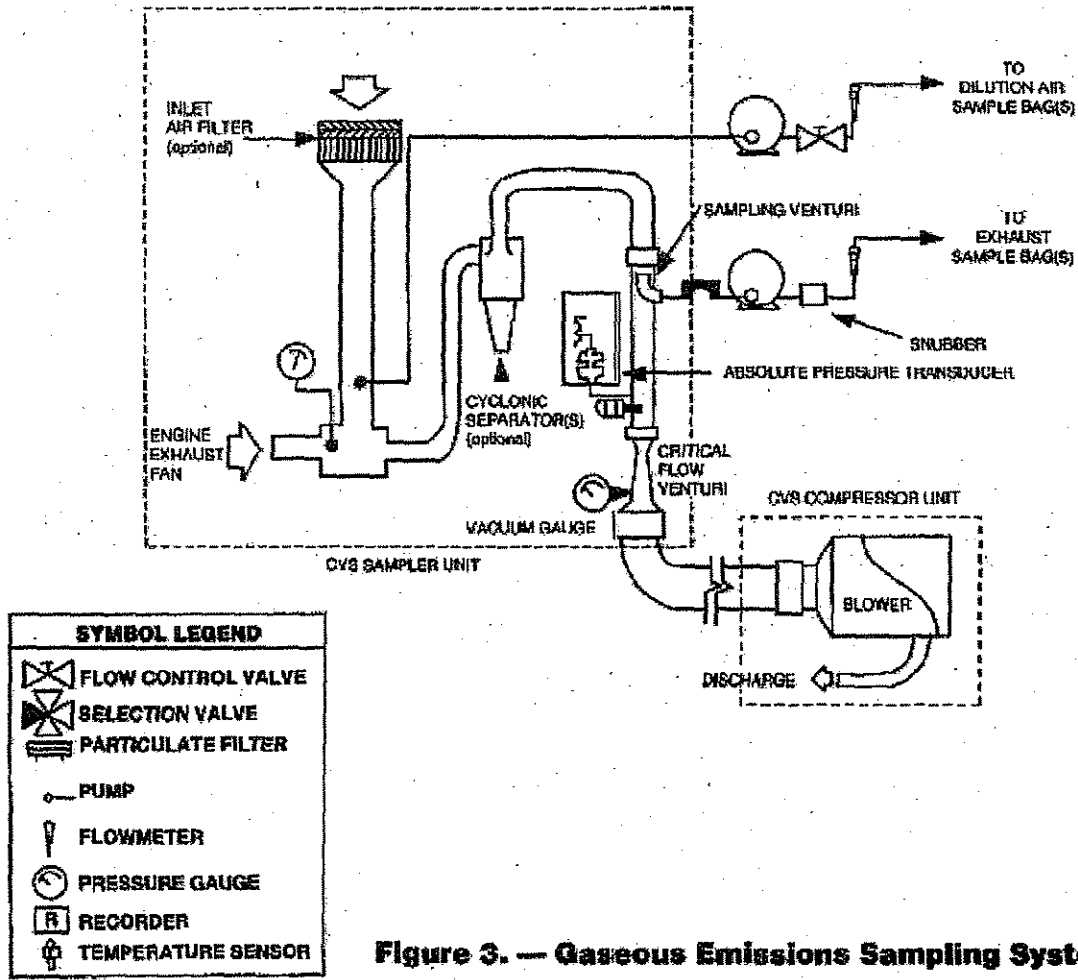 TO
DILUTION AIR
SAMPLE BAG(S)
INLET
AIR FILTER
(optional)
SAMPLING VENTURI
TO
EXHAUST
SAMPLE BAG(S)
SNUBBER
ABSOLUTE PRESSURE TRANSDUCER
CYCLONIC
SEPARATOR(S)
(optional)
ENGINE
EXHAUST
FAN
CRITICAL
FLOW
VENTURI
VACUUM GAUGE
CVS COMPRESSOR UNIT
CVS SAMPLER UNIT
BLOWER
DISCHARGE
SYMBOL LEGEND
FLOW CONTROL VALVE
SELECTION VALVE
PARTICULATE FILTER
PUMP
FLOWMETER
PRESSURE GAUGE
R RECORDER
TEMPERATURE SENSOR
Figure 3. — Gaseous Emissions Sampling Syst